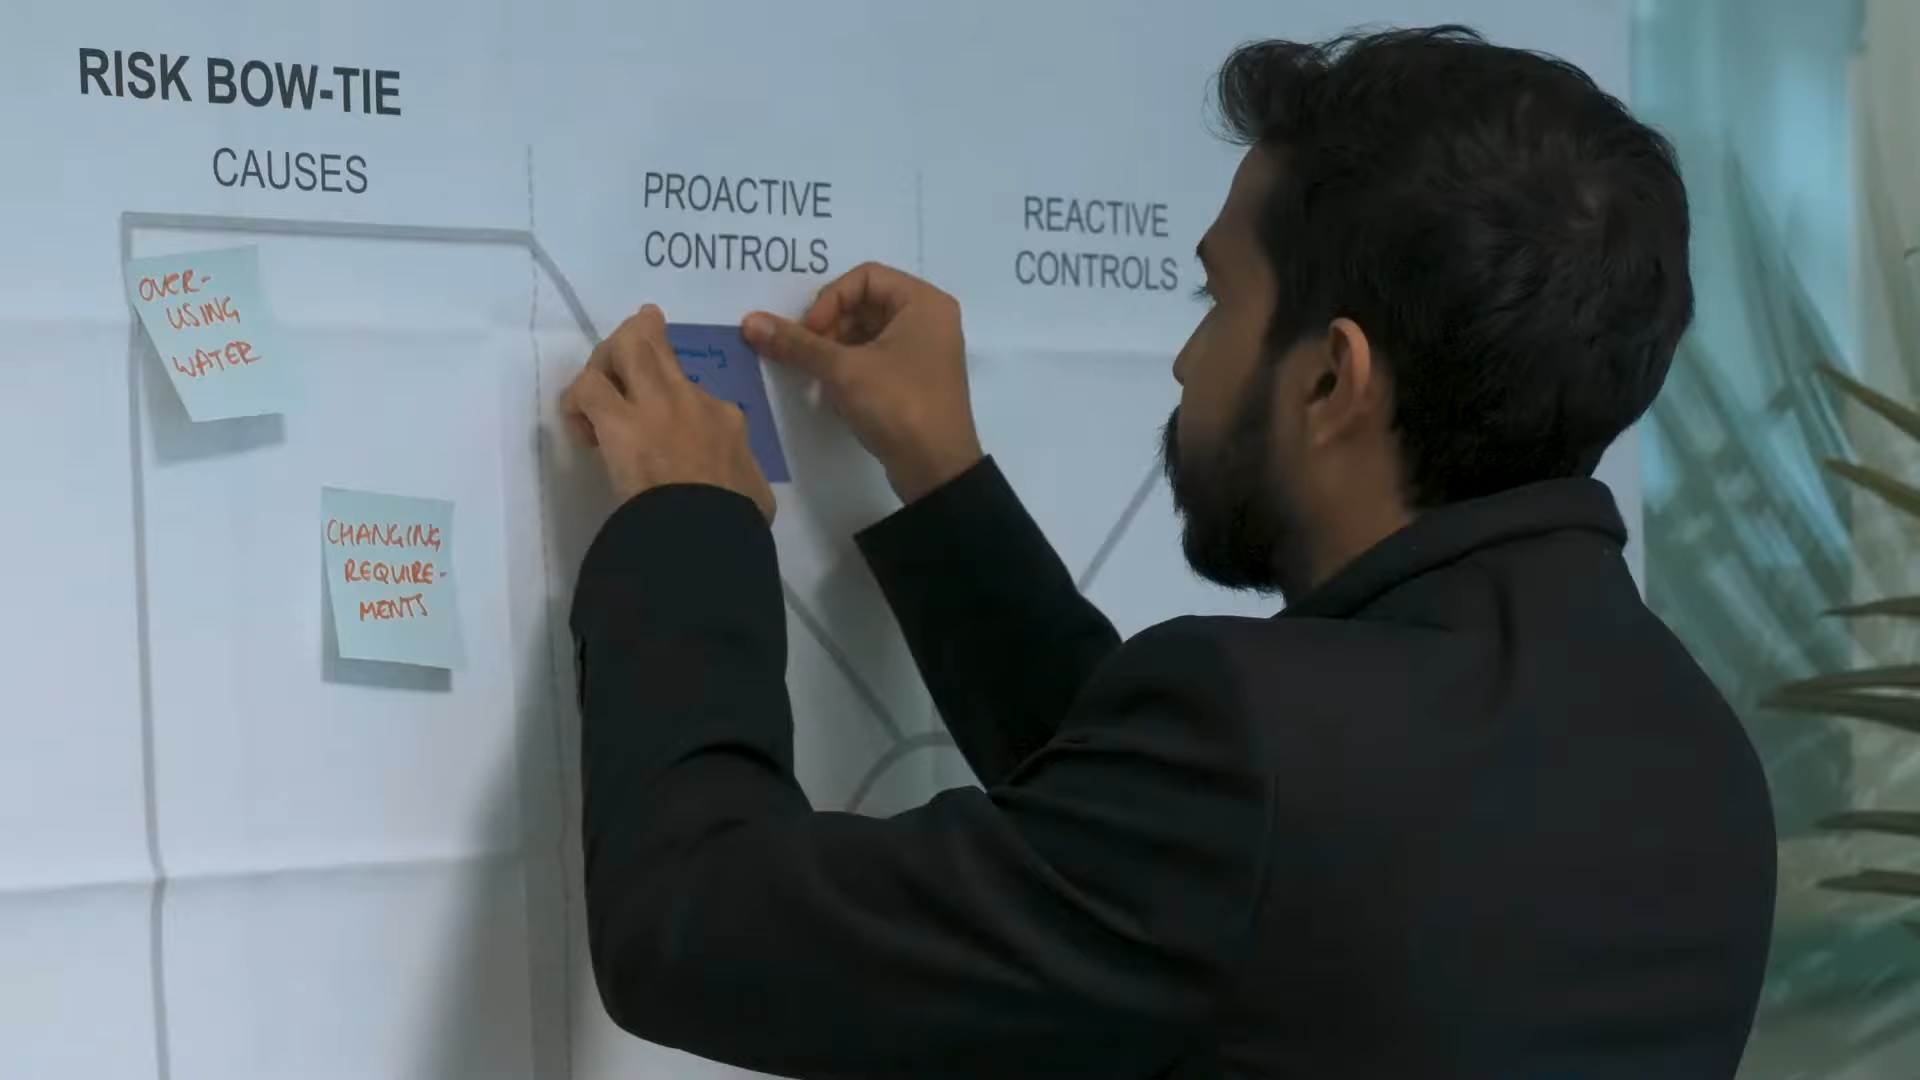 RISK BOW-TIE
CAUSES
PROACTIVE
CONTROLS
REACTIVE
CONTROLS
OVER-
USING
WATER
CHANGING
REQUIRE-
MENTS